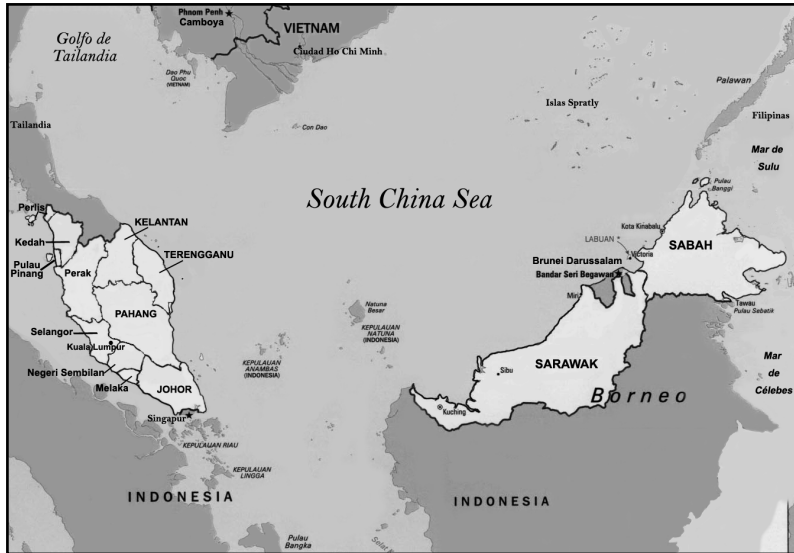 Phnom Penh
Camboya
VIETNAM
Golfo de
Tailandia
Ciudad Ho Chi Minh
Dao Phu
Quoc
(VIETNAM)
Palawan
Islas Spratly
Filipinas
Tailandia
Con Dao
Mar de
Sulu
Pulau
Banggi
South China Sea
Perlis
KELANTAN
Kota Kinabalu
Kedah
LABUAN
SABAH
TERENGGANU
Victoria
Pulau
Pinang
Perak
Brunei Darussalam
Bandar Seri Begawan
Miri
PAHANG
Natuna
Besar
Tawau
Pulau Sebatik
Selangor
KEPULAUAN
NATUNA
(INDONESIA)
Kuala Lumpur
KEPULAUAN
ANAMBAS
(INDONESIA)
Mar
de
Célebes
SARAWAK
Sibu
Negeri Sembilan
Melaka
JOHOR
Borneo
Kuching
Singapur
KEPULAUAN RIAU
KEPULAUAN
LINGGA
INDONESIA
INDONESIA
Pulau
Bangka
Selat